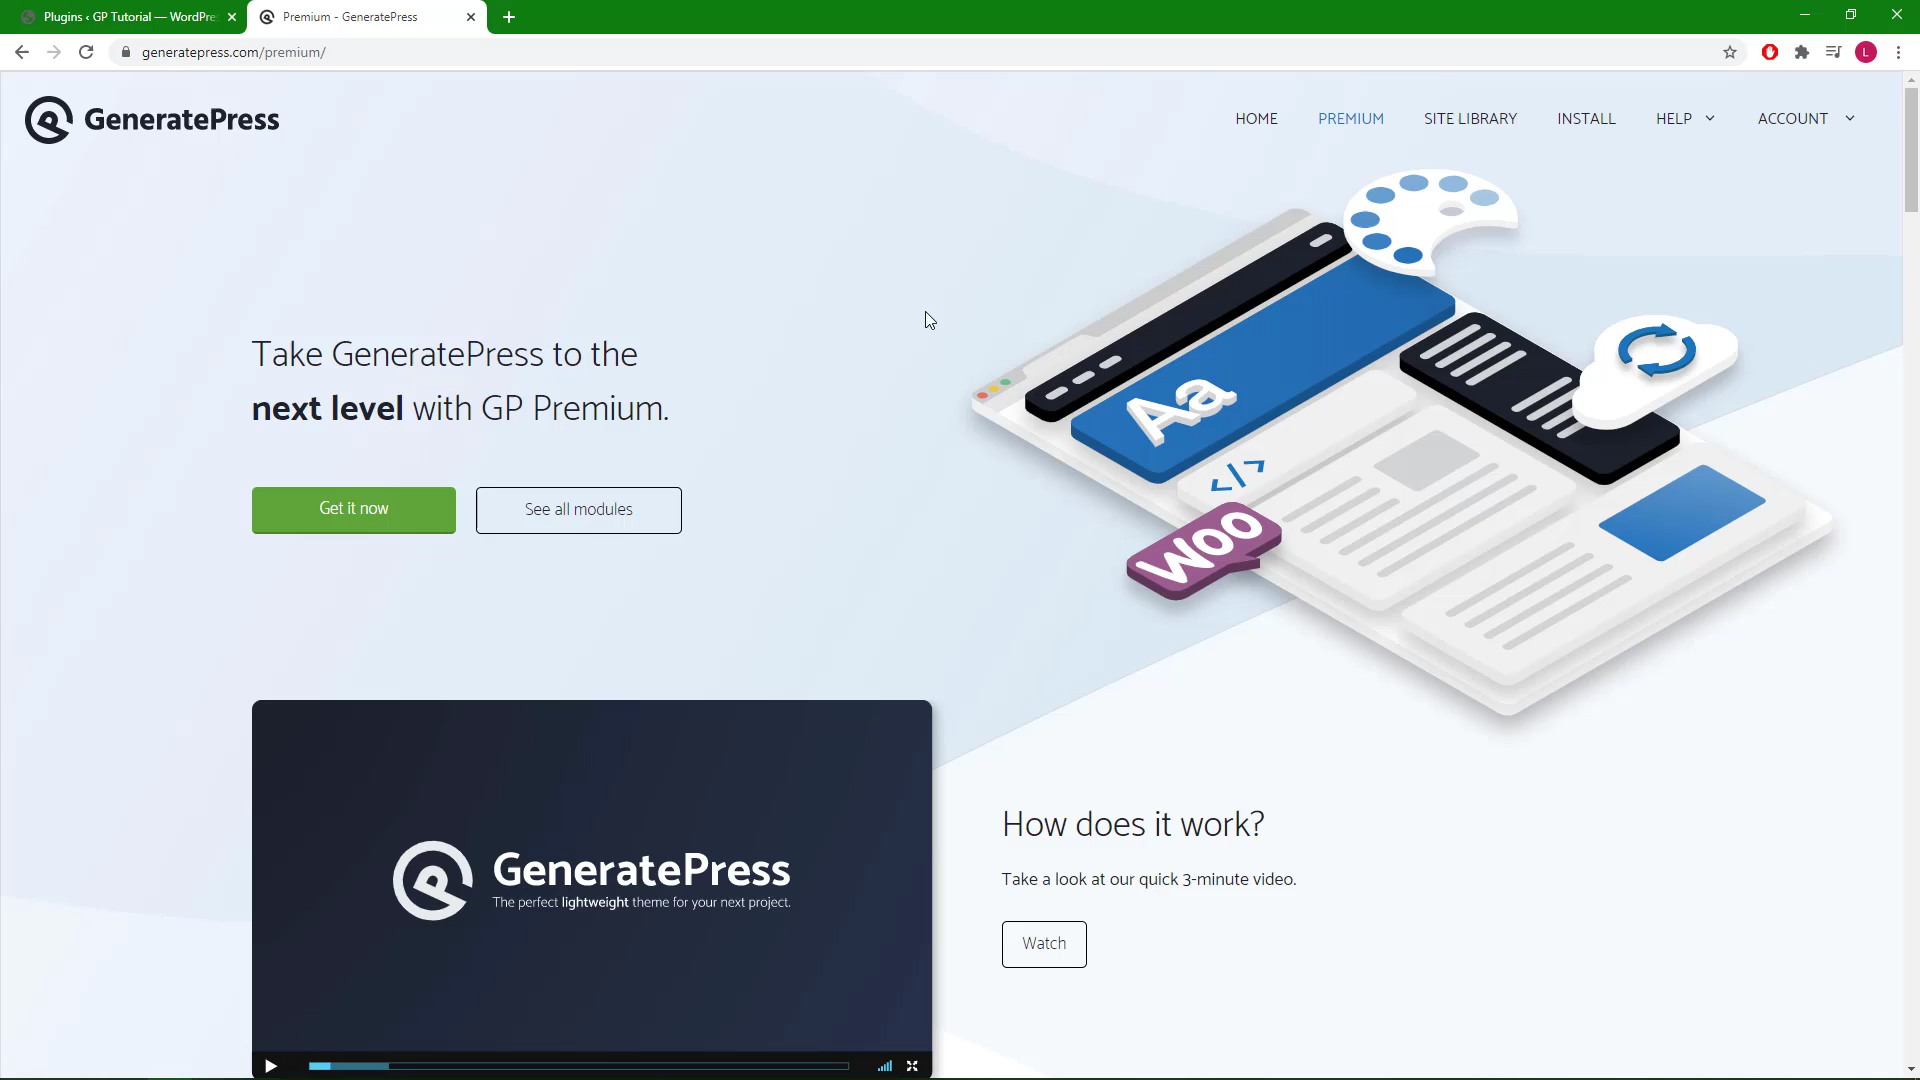 Plugins ‹ GP Tutorial — WordPre
Premium - GeneratePress
generatepress.com/premium/
L
GeneratePress
HOME
PREMIUM
SITE LIBRARY
INSTALL
HELP
ACCOUNT
Aa
</>
Woo
Take GeneratePress to the
next level with GP Premium.
Get it now
See all modules
GeneratePress
The perfect lightweight theme for your next project.
How does it work?
Take a look at our quick 3-minute video.
Watch